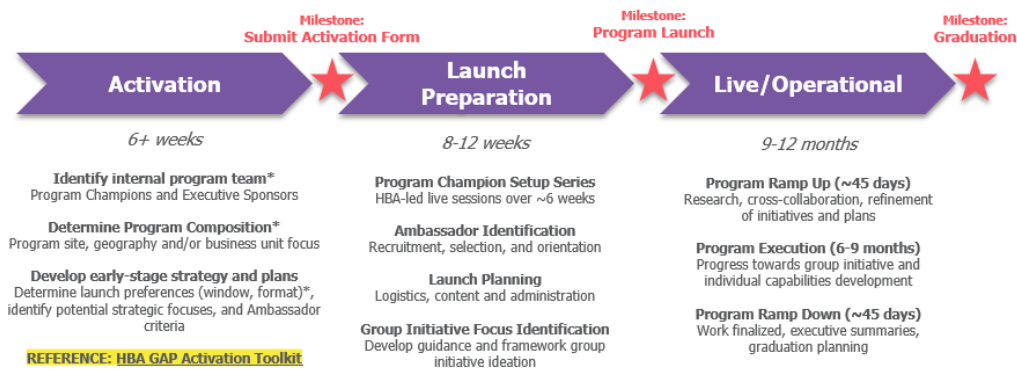 Milestone:
Submit Activation Form
Milestone:
Program Launch
Milestone:
Graduation
Activation
Launch
Preparation
Live/Operational
6+ weeks
Identify internal program team*
Program Champions and Executive Sponsors
Determine Program Composition*
Program site, geography and/or business unit focus
Develop early-stage strategy and plans
Determine launch preferences (window, format)*,
identify potential strategic focuses, and Ambassador
criteria
REFERENCE: HBA GAP Activation Toolkit
8-12 weeks
Program Champion Setup Series
HBA-led live sessions over ~6 weeks
Ambassador Identification
Recruitment, selection, and orientation
Launch Planning
Logistics, content and administration
Group Initiative Focus Identification
Develop guidance and framework group
initiative ideation
9-12 months
Program Ramp Up (~45 days)
Research, cross-collaboration, refinement
of initiatives and plans
Program Execution (6-9 months)
Progress towards group initiative and
individual capabilities development
Program Ramp Down (~45 days)
Work finalized, executive summaries,
graduation planning